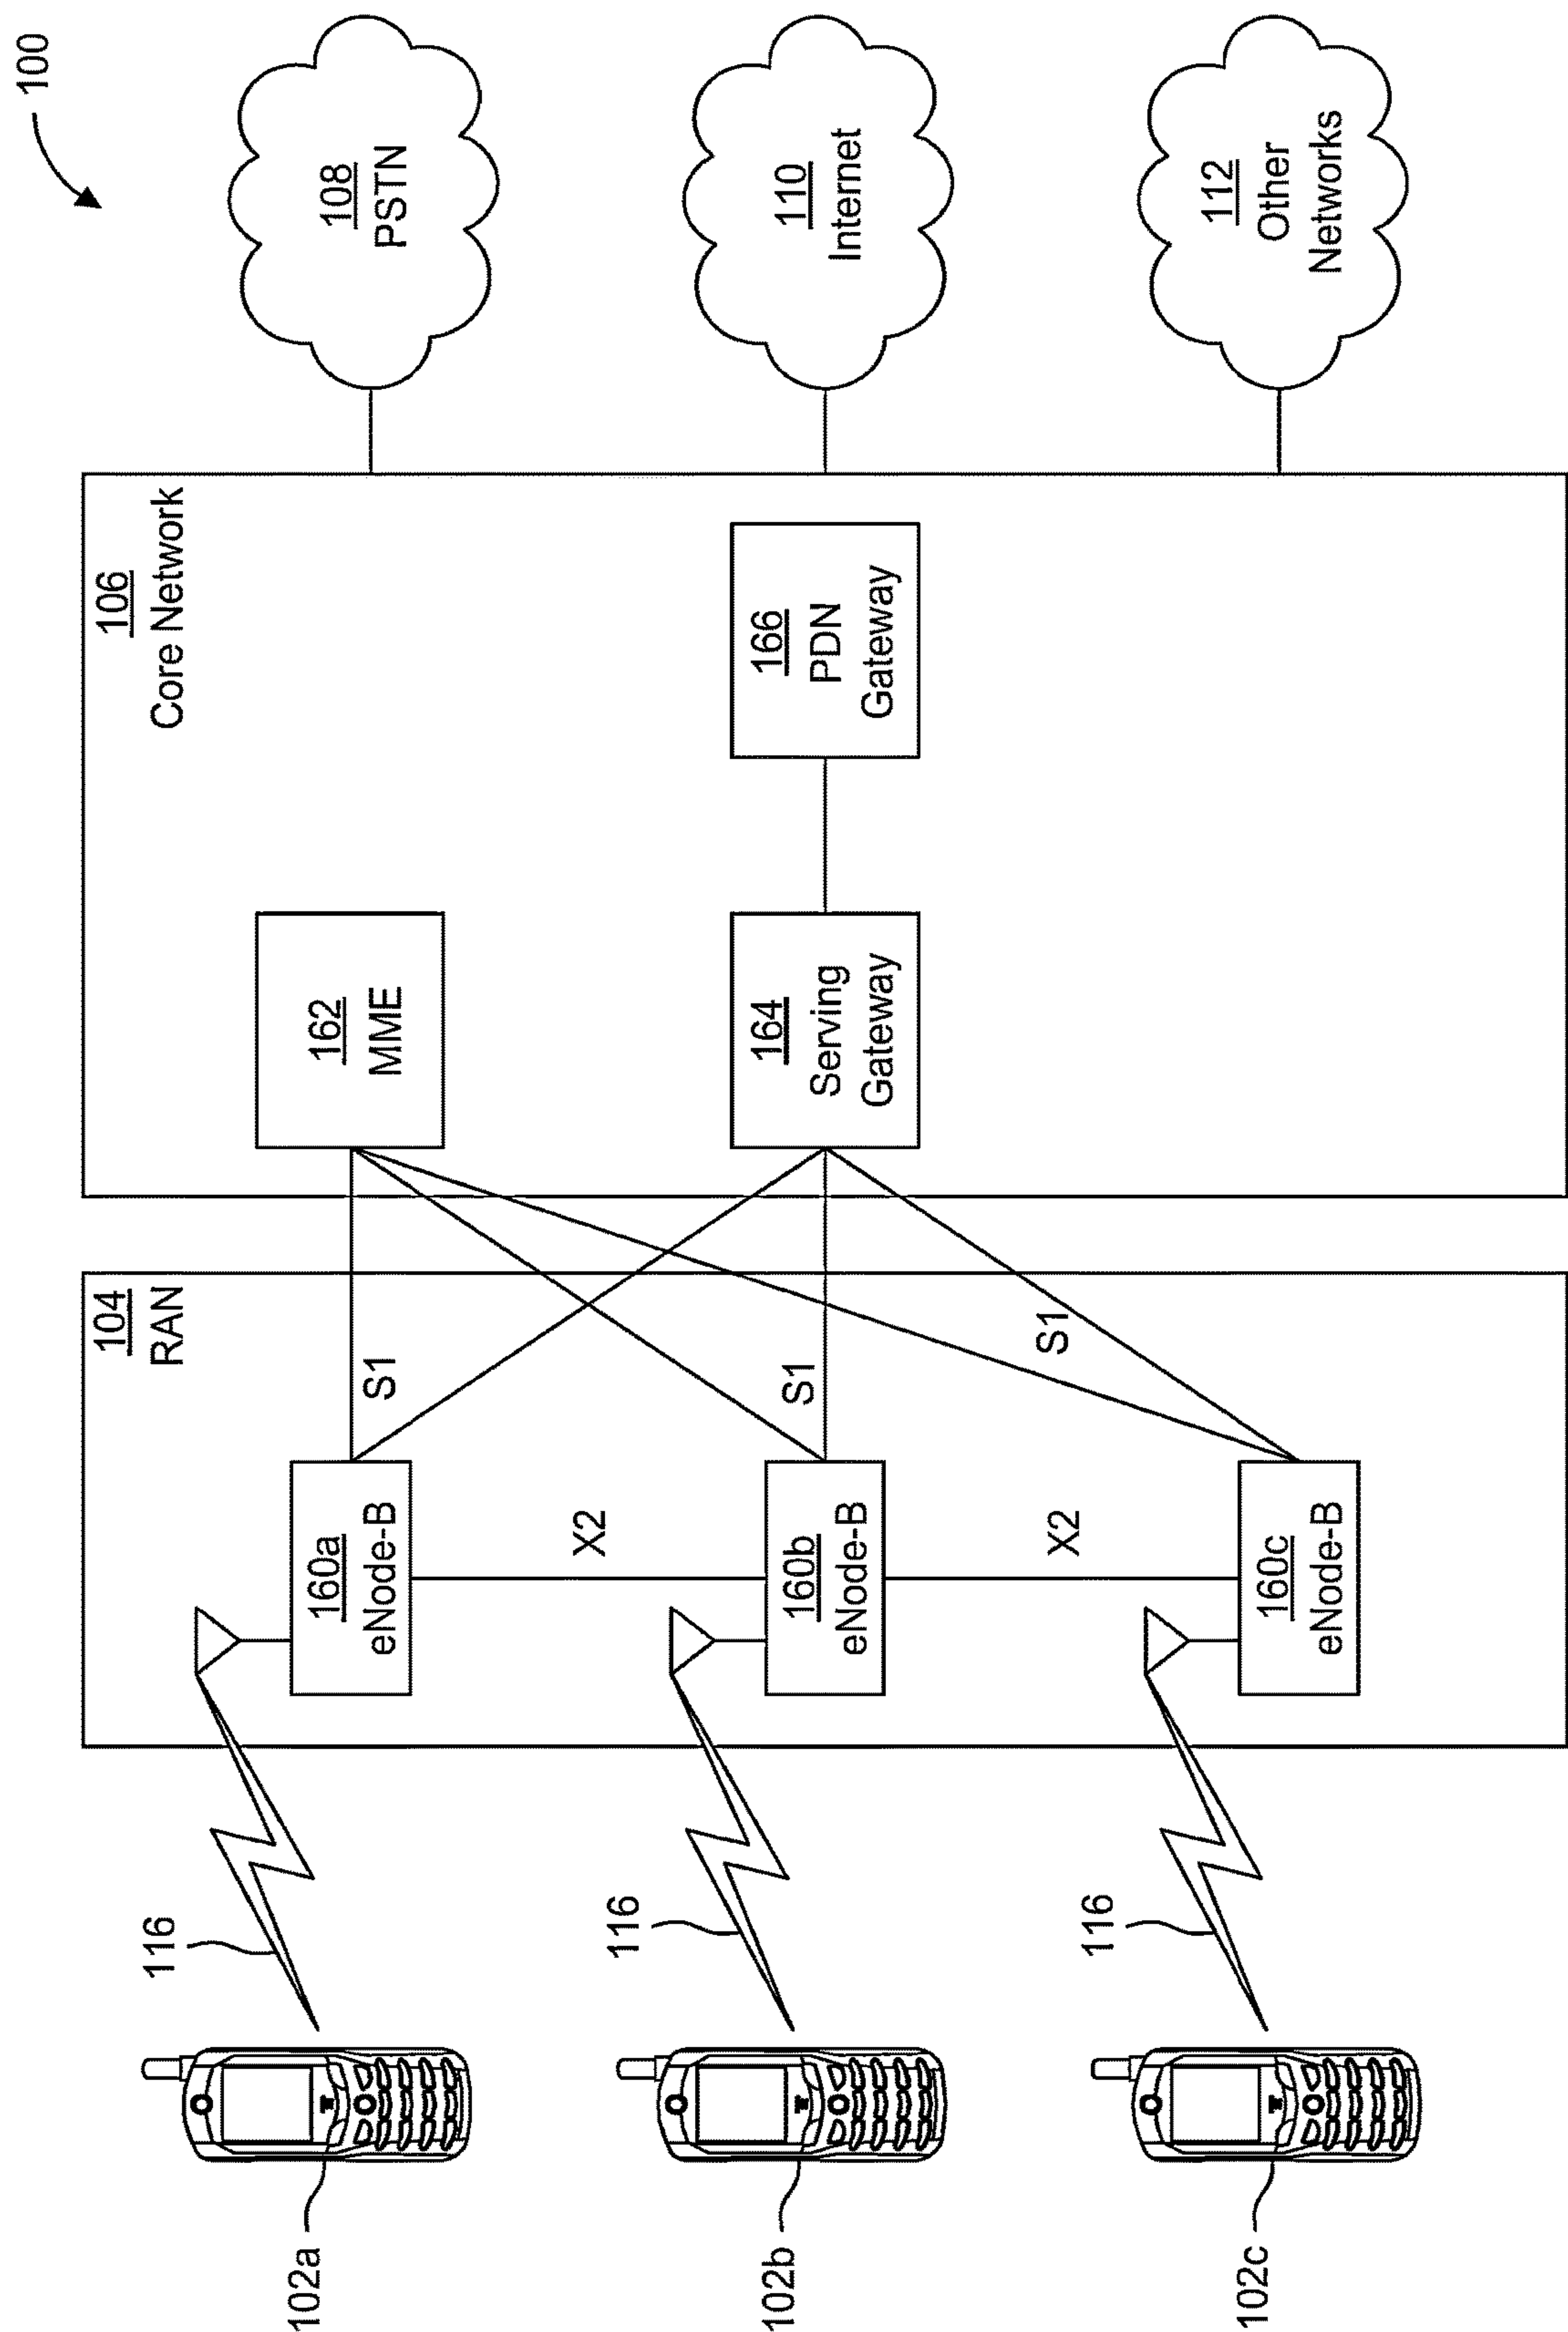 100
108
PSTN
110
Internet
112
Other
Networks
106
Core Network
162
MME
164
Serving
Gateway
166
PDN
Gateway
104
RAN
S1
S1
S1
160a
eNode-B
X2
160b
eNode-B
X2
160c
eNode-B
116
116
116
102a
102b
102c